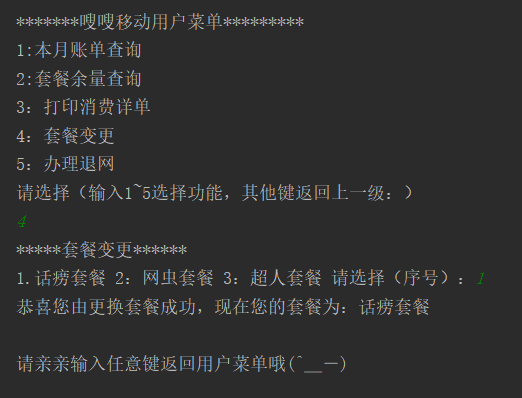 *******嗖嗖移动用户菜单*********
1:本月账单查询
2:套餐余量查询
3：打印消费详单
4：套餐变更
5：办理退网
请选择（输入1~5选择功能，其他键返回上一级：）
4
*****套餐变更******
1.话痨套餐 2：网虫套餐 3：超人套餐 请选择（序号）：1
恭喜您由更换套餐成功，现在您的套餐为：话痨套餐
请亲亲输入任意键返回用户菜单哦(^__－)